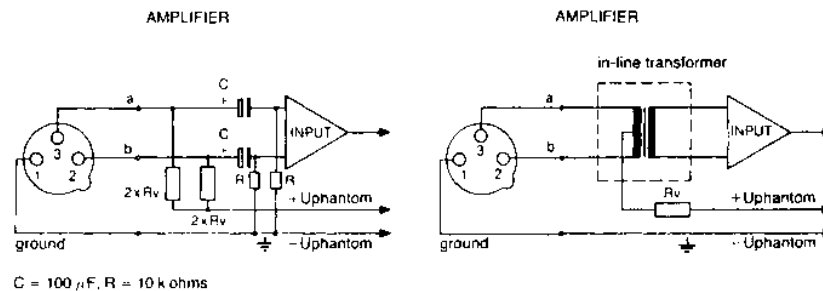 AMPLIFIER
C
+
a
C
+
b
INPUT
3
1
2
R
R
2 x Rv
2 x Rv
+ Uphantom
ground
− Uphantom
C = 100 µF, R = 10 k ohms
AMPLIFIER
in-line transformer
a
b
INPUT
3
1
2
Rv
+ Uphantom
ground
− Uphantom